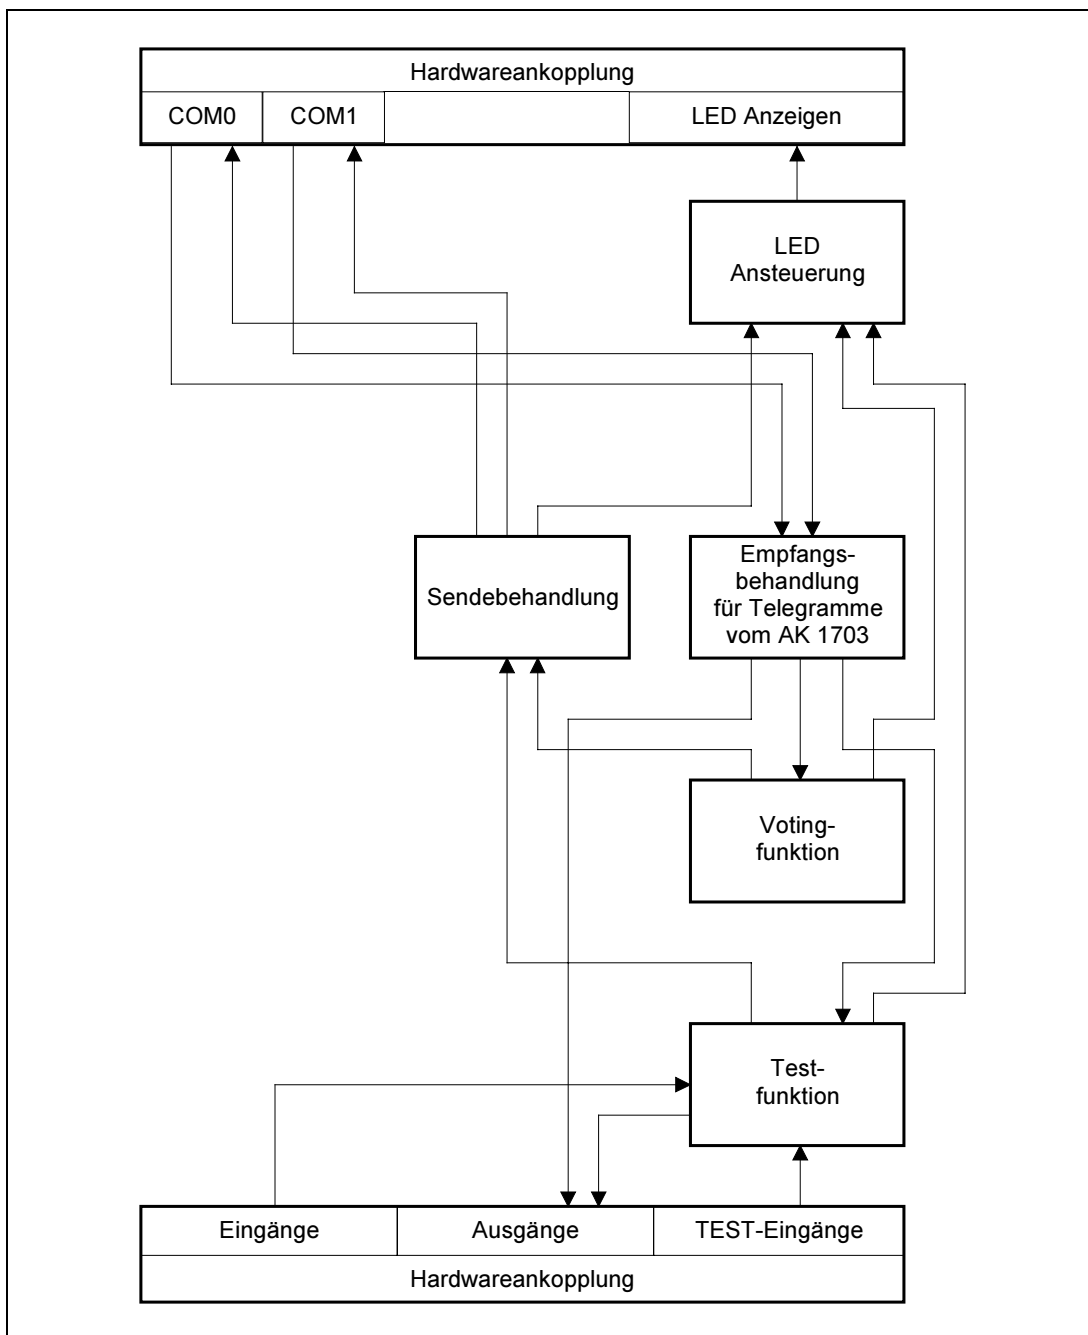 Hardwareankopplung
COM0
COM1
LED Anzeigen
LED
Ansteuerung
Sendebehandlung
Empfangs-
behandlung
für Telegramme
vom AK 1703
Voting-
funktion
Test-
funktion
Eingänge
Ausgänge
TEST-Eingänge
Hardwareankopplung